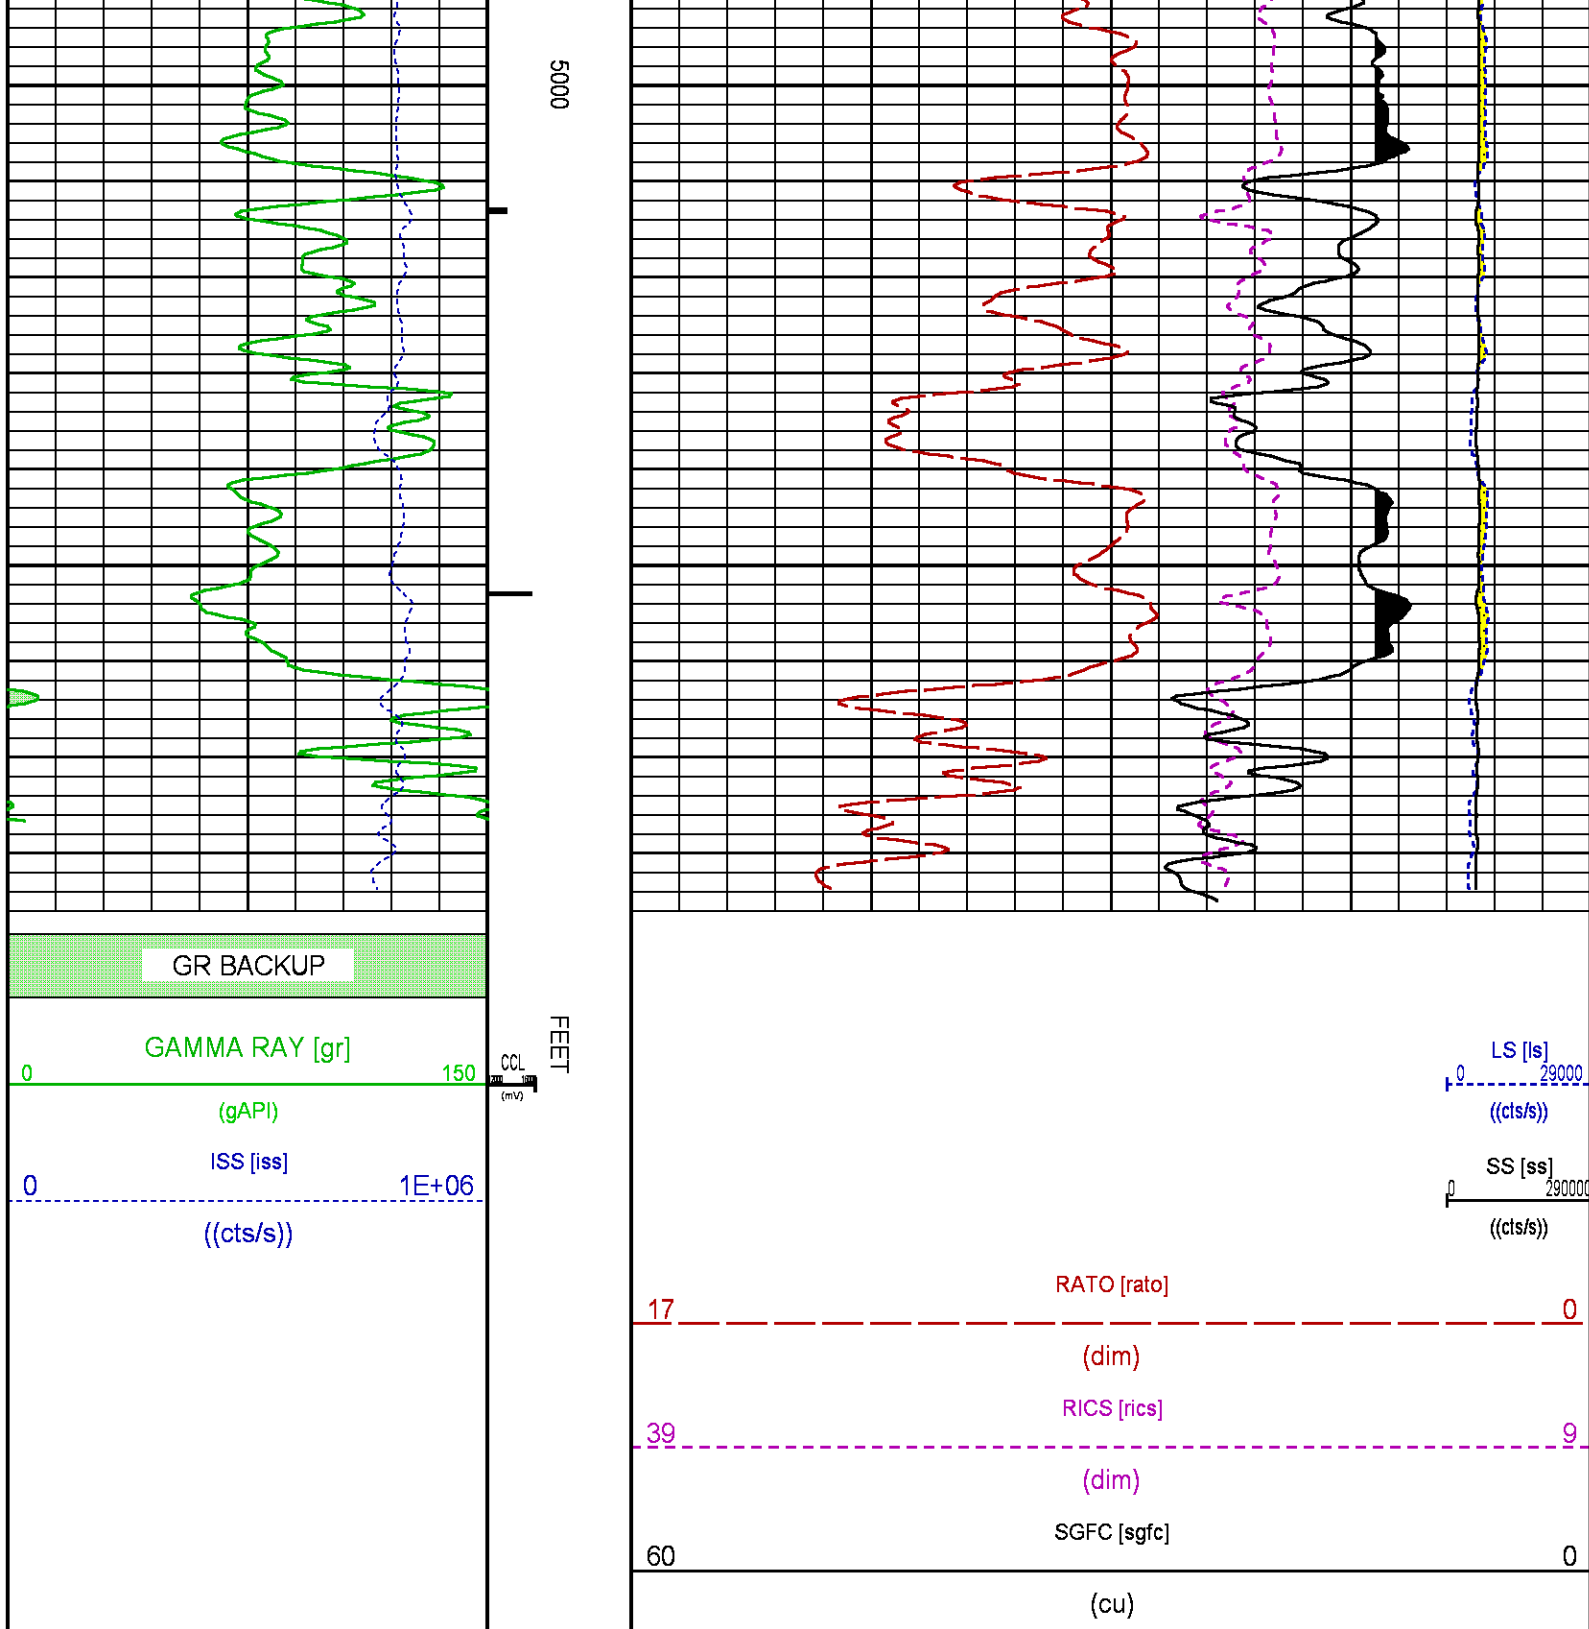 5000
GR BACKUP
FEET
GAMMA RAY [gr]
0 150
(gAPI)
CCL
(mV)
LS [ls]
0 29000
((cts/s))
ISS [iss]
0 1E+06
((cts/s))
SS [ss]
0 290000
((cts/s))
RATO [rato]
17 0
(dim)
RICS [rics]
39 9
(dim)
SGFC [sgfc]
60 0
(cu)